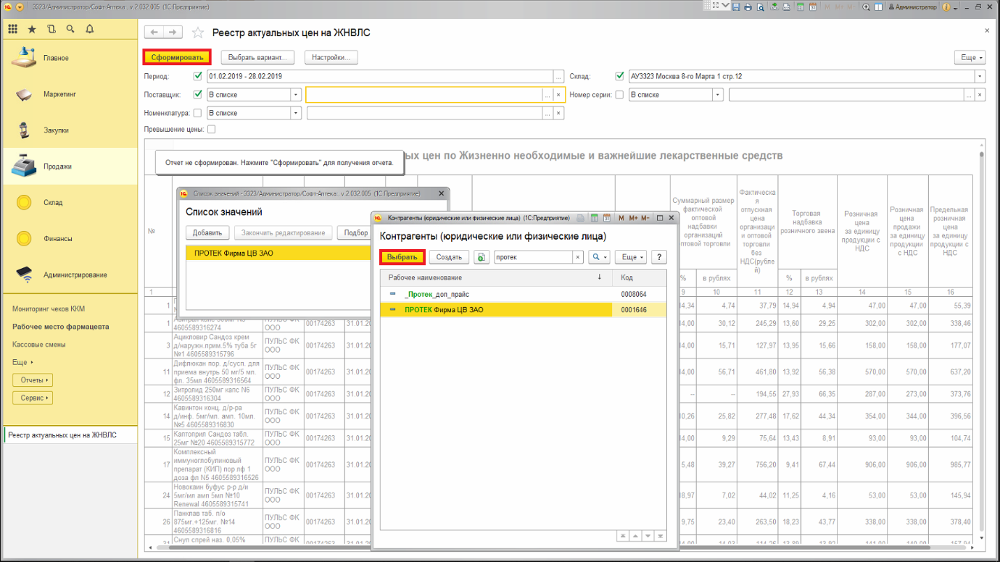 3323/Администратор/Софт-Аптека:, v.2.032.005 (1С:Предприятие)
M M+ M- Администратор
Главное
Маркетинг
Закупки
Продажи
Склад
Финансы
Администрирование
Мониторинг чеков ККМ
Рабочее место фармацевта
Кассовые смены
Еще
Отчеты
Сервис
Реестр актуальных цен на ЖНВЛС
Реестр актуальных цен на ЖНВЛС
Сформировать Выбрать вариант... Настройки... Еще
Период: 01.02.2019 - 28.02.2019 ... Склад: АУ3323 Москва 8-го Марта 1 стр.12
Поставщик: В списке ... × Номер серии: В списке ... ×
Номенклатура: В списке ... ×
Превышение цены:
ых цен по Жизненно необходимые и важнейшие лекарственные средств
Отчет не сформирован. Нажмите "Сформировать" для получения отчета.
Список значений - 3323/Администратор/Софт-Аптека:, v.2.032.005 (1С:Предприятие)
Список значений
Добавить Закончить редактирование Подбор
ПРОТЕК Фирма ЦВ ЗАО
Контрагенты (юридические или физические лица) (1С:Предприятие) M M+ M-
Контрагенты (юридические или физические лица)
Выбрать Создать протек × Еще ?
Рабочее наименование ↓ Код
_Протек_доп_прайс 0008064
ПРОТЕК Фирма ЦВ ЗАО 0001646
№
Суммарный размер
фактической
оптовой
надбавки
организаций
оптовой торговли
Фактическа
я
отпускная
цена
организаци
и оптовой
торговли
без
НДС(рубле
й)
Торговая
надбавка
розничного звена
Розничная
цена
за единицу
продукции с
НДС
Розничная
цена
продажи
за единицу
продукции
с НДС
Предельная
розничная
цена
за единицу
продукции с
НДС
% в рублях % в рублях
1 9 10 11 12 13 14 15 16
1 4,34 4,74 37,79 14,94 4,94 47,00 47,00 55,39
1 4605589316274 ПУЛЬС ФК ООО 00174263 31.01.20 4,00 30,12 245,29 13,60 29,25 302,00 302,00 338,46
3 Ацикловир Сандоз крем
д/наружн.прим.5% туба 5г
№1 4605589315796 ПУЛЬС ФК ООО 00174263 31.01.20 4,00 15,71 127,97 13,95 15,66 158,00 158,00 177,07
11 Дифлюкан пор. д/сусп. для
приема внутрь 50 мг/5 мл.
фл. 35мл 4605589316564 ПУЛЬС ФК ООО 00174263 31.01.20 4,00 56,71 461,80 13,92 56,38 570,00 570,00 637,20
12 Зитролид 250мг капс N6
4605589316304 ПУЛЬС ФК ООО 00174263 31.01.20 -- 194,55 27,93 66,35 287,00 273,00 373,76
14 Кавинтон конц. д/р-ра
д/инф. 5мг/мл. амп. 10мл.
№5 4605589316830 ПУЛЬС ФК ООО 00174263 31.01.20 0,26 25,82 277,48 17,62 44,34 354,00 344,00 396,56
15 Каптоприл Сандоз табл.
25мг №20 4605589315772 ПУЛЬС ФК ООО 00174263 31.01.20 4,00 9,29 75,64 13,43 8,91 93,00 93,00 104,74
17 Комплексный
иммуноглобулиновый
препарат (КИП) пор лф 1
доза фл N5 4605589316526 ПУЛЬС ФК ООО 00174263 31.01.20 5,48 39,27 756,20 9,41 67,44 906,00 906,00 985,77
24 Новокаин буфус р-р д/и
5мг/мл амп 5мл №10
Renewal 4605589315741 ПУЛЬС ФК ООО 00174263 31.01.20 8,97 7,02 44,02 11,25 4,16 53,00 53,00 145,94
26 Панклав таб. п/о
875мг.+125мг. №14
4605589316816 ПУЛЬС ФК ООО 00174263 31.01.20 9,75 23,40 263,50 18,23 43,77 338,00 338,00 378,40
31 Снуп спрей наз. 0,05% ПУЛЬС ФК